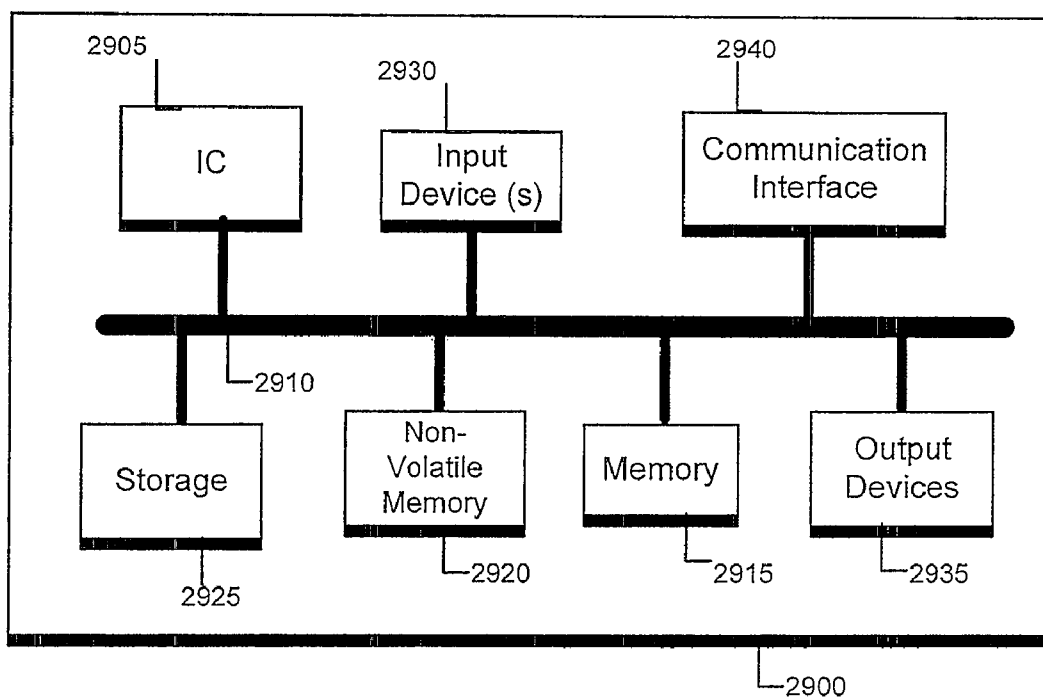 2905
2930
2940
IC
Input
Device (s)
Communication
Interface
2910
Storage
Non-
Volatile
Memory
Memory
Output
Devices
2925
2920
2915
2935
2900